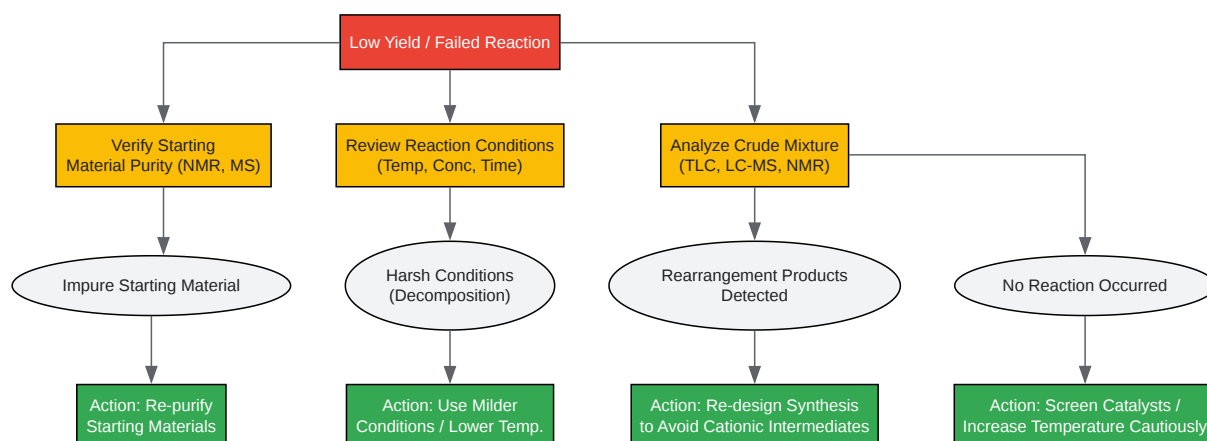 Low Yield / Failed Reaction
Verify Starting
Material Purity (NMR, MS)
Review Reaction Conditions
(Temp, Conc, Time)
Analyze Crude Mixture
(TLC, LC-MS, NMR)
Impure Starting Material
Harsh Conditions
(Decomposition)
Rearrangement Products
Detected
No Reaction Occurred
Action: Re-purify
Starting Materials
Action: Use Milder
Conditions / Lower Temp.
Action: Re-design Synthesis
to Avoid Cationic Intermediates
Action: Screen Catalysts /
Increase Temperature Cautiously